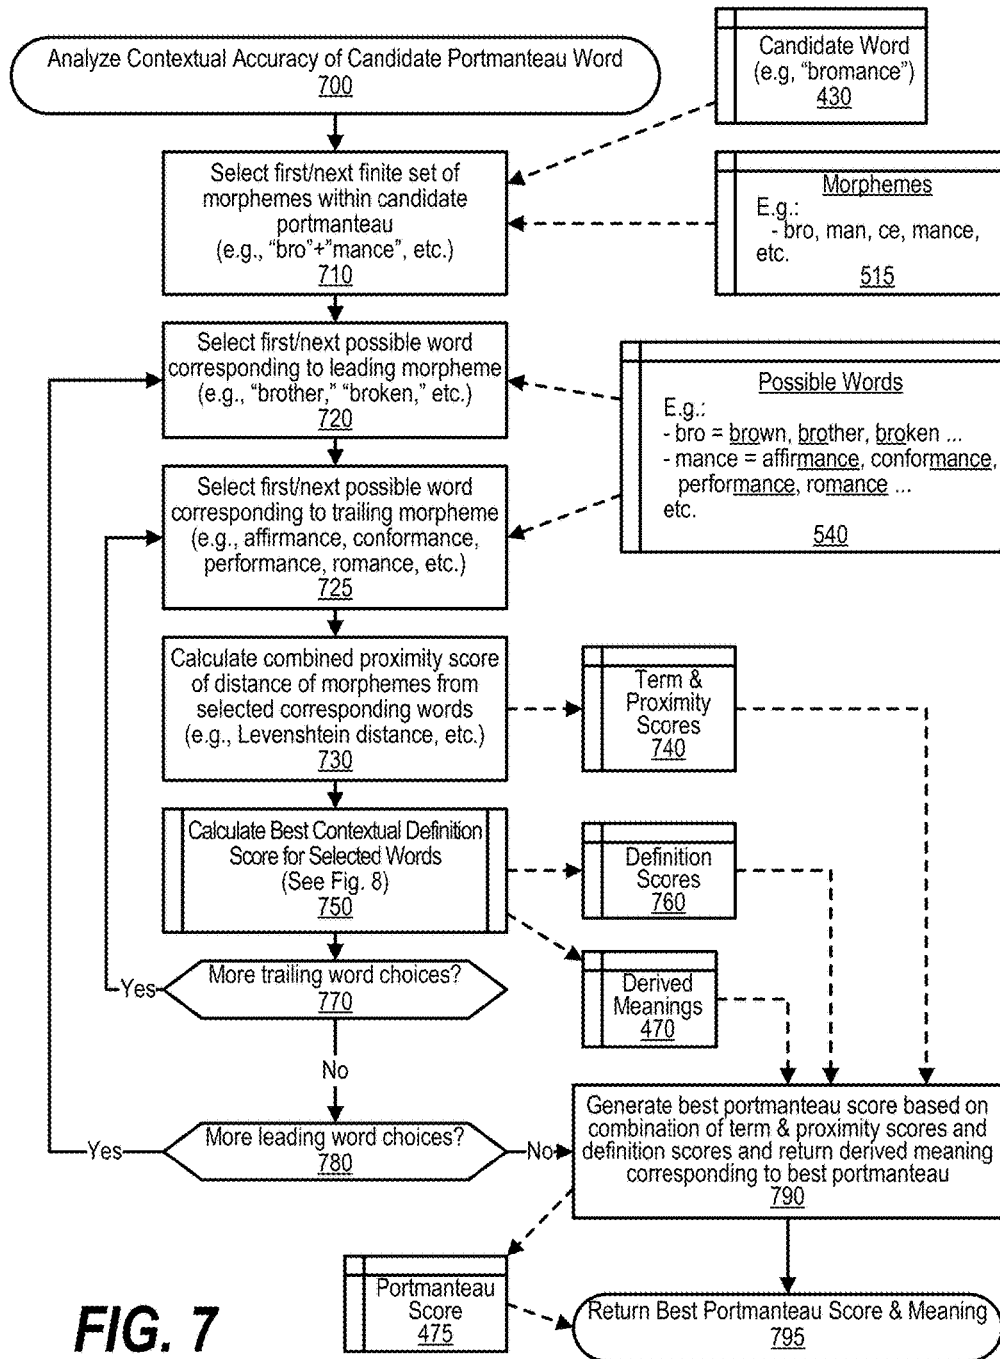 Analyze Contextual Accuracy of Candidate Portmanteau Word
700
Candidate Word
(e.g, “bromance”)
430
Select first/next finite set of
morphemes within candidate
portmanteau
(e.g., “bro”+”mance”, etc.)
710
Morphemes
E.g.:
- bro, man, ce, mance,
etc.
515
Select first/next possible word
corresponding to leading morpheme
(e.g., “brother,” “broken,” etc.)
720
Possible Words
E.g.:
- bro = brown, brother, broken ...
- mance = affirmance, conformance,
performance, romance ...
etc.
540
Select first/next possible word
corresponding to trailing morpheme
(e.g., affirmance, conformance,
performance, romance, etc.)
725
Calculate combined proximity score
of distance of morphemes from
selected corresponding words
(e.g., Levenshtein distance, etc.)
730
Term &
Proximity
Scores
740
Calculate Best Contextual Definition
Score for Selected Words
(See Fig. 8)
750
Definition
Scores
760
Derived
Meanings
470
More trailing word choices?
770
Yes
No
More leading word choices?
780
Yes
No
Generate best portmanteau score based on
combination of term & proximity scores and
definition scores and return derived meaning
corresponding to best portmanteau
790
Portmanteau
Score
475
Return Best Portmanteau Score & Meaning
795
FIG. 7